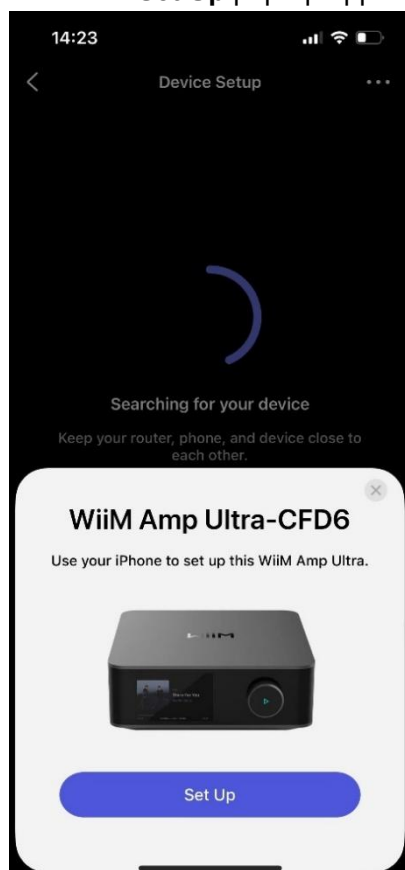 14:23
Device Setup
Searching for your device
Keep your router, phone, and device close to
each other.
WiiM Amp Ultra-CFD6
Use your iPhone to set up this WiiM Amp Ultra.
WiiM
Set Up